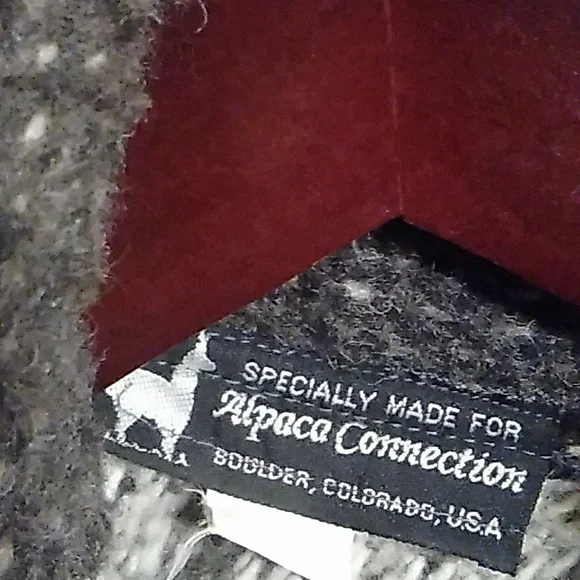 SPECIALLY MADE FOR
Alpaca Connection
BOULDER, COLORADO, U.S.A